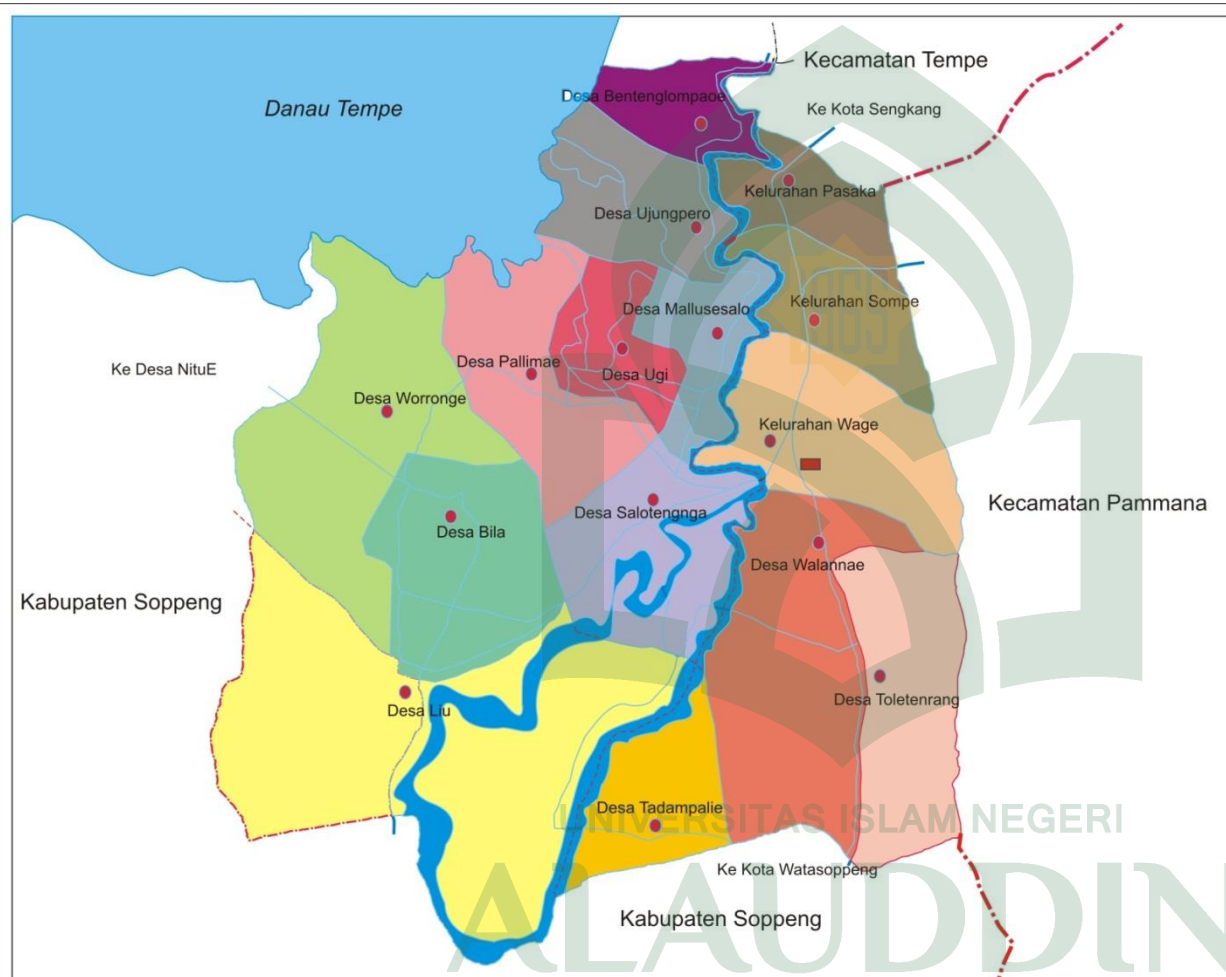 Kecamatan Tempe
Desa Bentenglompaoe
Danau Tempe
Ke Kota Sengkang
Kelurahan Pasaka
Desa Ujungpero
Kelurahan Sompe
Desa Mallusesalo
1965
Ke Desa NituE
Desa Pallimae
Desa Ugi
Desa Worronge
Kelurahan Wage
Kecamatan Pammana
Desa Salotengnga
Desa Bila
Desa Walannae
Kabupaten Soppeng
Desa Toletenrang
Desa Liu
Desa Tadampalie
UNIVERSITAS ISLAM NEGERI
Ke Kota Watasoppeng
ALAUDDIN
Kabupaten Soppeng